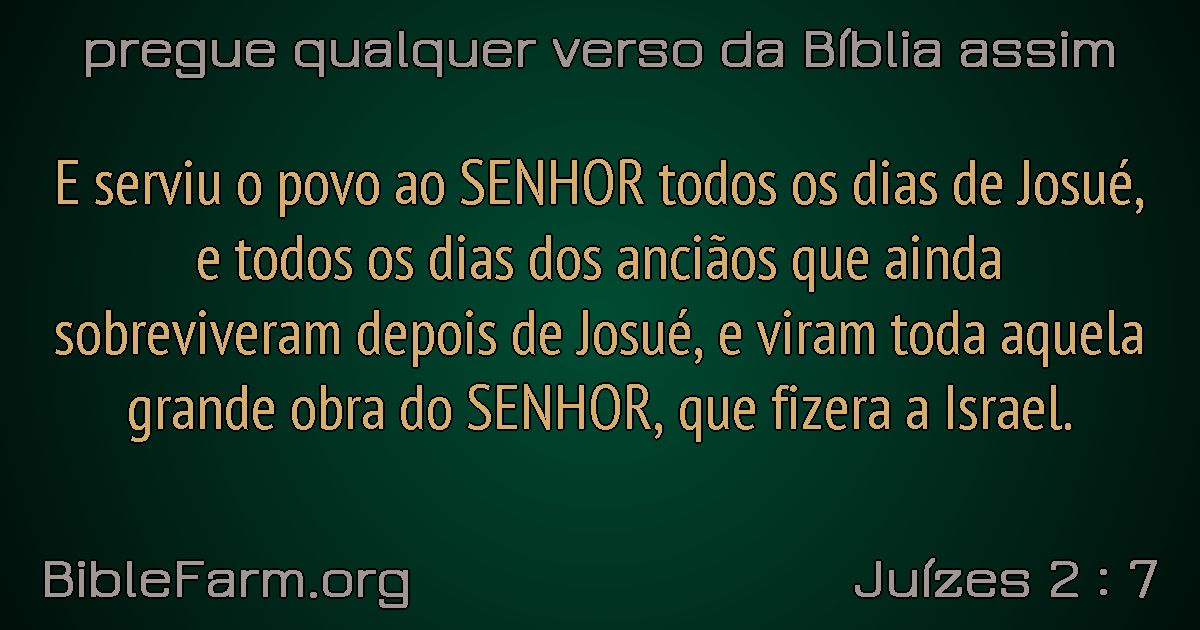 pregue qualquer verso da Bíblia assim
E serviu o povo ao SENHOR todos os dias de Josué,
e todos os dias dos anciãos que ainda
sobreviveram depois de Josué, e viram toda aquela
grande obra do SENHOR, que fizera a Israel.
BibleFarm.org
Juízes 2 : 7